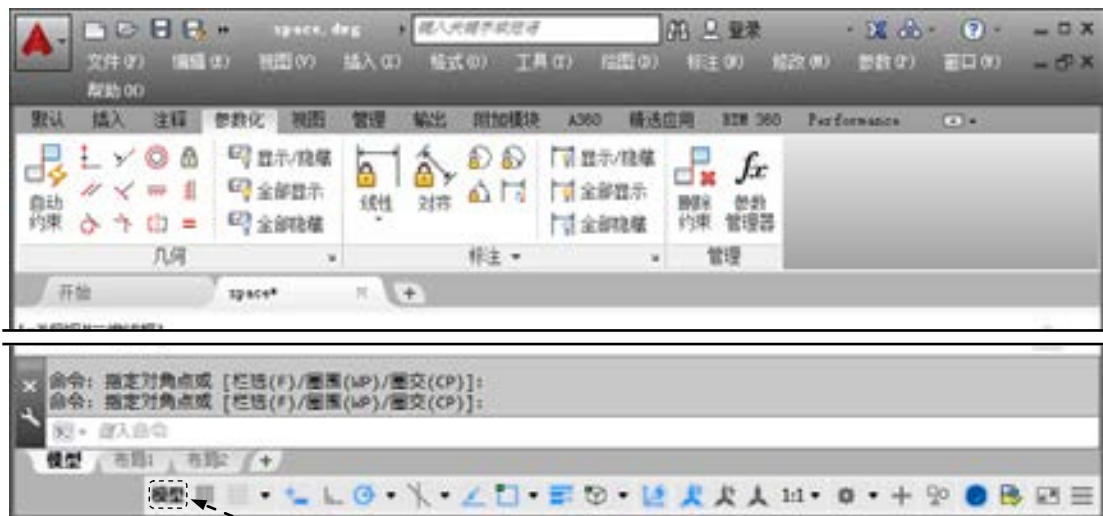 space.dwg 键入关键字或短语 登录
文件(F) 编辑(E) 视图(V) 插入(I) 格式(O) 工具(T) 绘图(D) 标注(N) 修改(M) 参数(P) 窗口(W)
帮助(H)
默认 插入 注释 参数化 视图 管理 输出 附加模块 A360 精选应用 BIM 360 Performance
自动约束 显示/隐藏 全部显示 全部隐藏 线性 对齐 显示/隐藏 全部显示 全部隐藏 删除约束 fx 参数管理器
几何 标注 管理
开始 space* +
命令: 指定对角点或 [栏选(F)/圈围(WP)/圈交(CP)]:
命令: 指定对角点或 [栏选(F)/圈围(WP)/圈交(CP)]:
键入命令
模型 布局1 布局2 +
模型 1:1